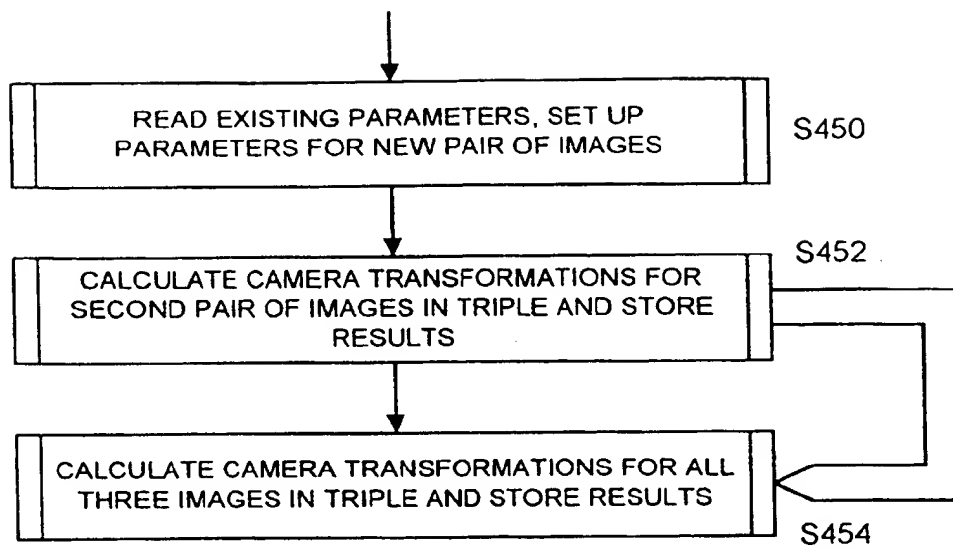 READ EXISTING PARAMETERS, SET UP
PARAMETERS FOR NEW PAIR OF IMAGES
S450
S452
CALCULATE CAMERA TRANSFORMATIONS FOR
SECOND PAIR OF IMAGES IN TRIPLE AND STORE
RESULTS
CALCULATE CAMERA TRANSFORMATIONS FOR ALL
THREE IMAGES IN TRIPLE AND STORE RESULTS
S454